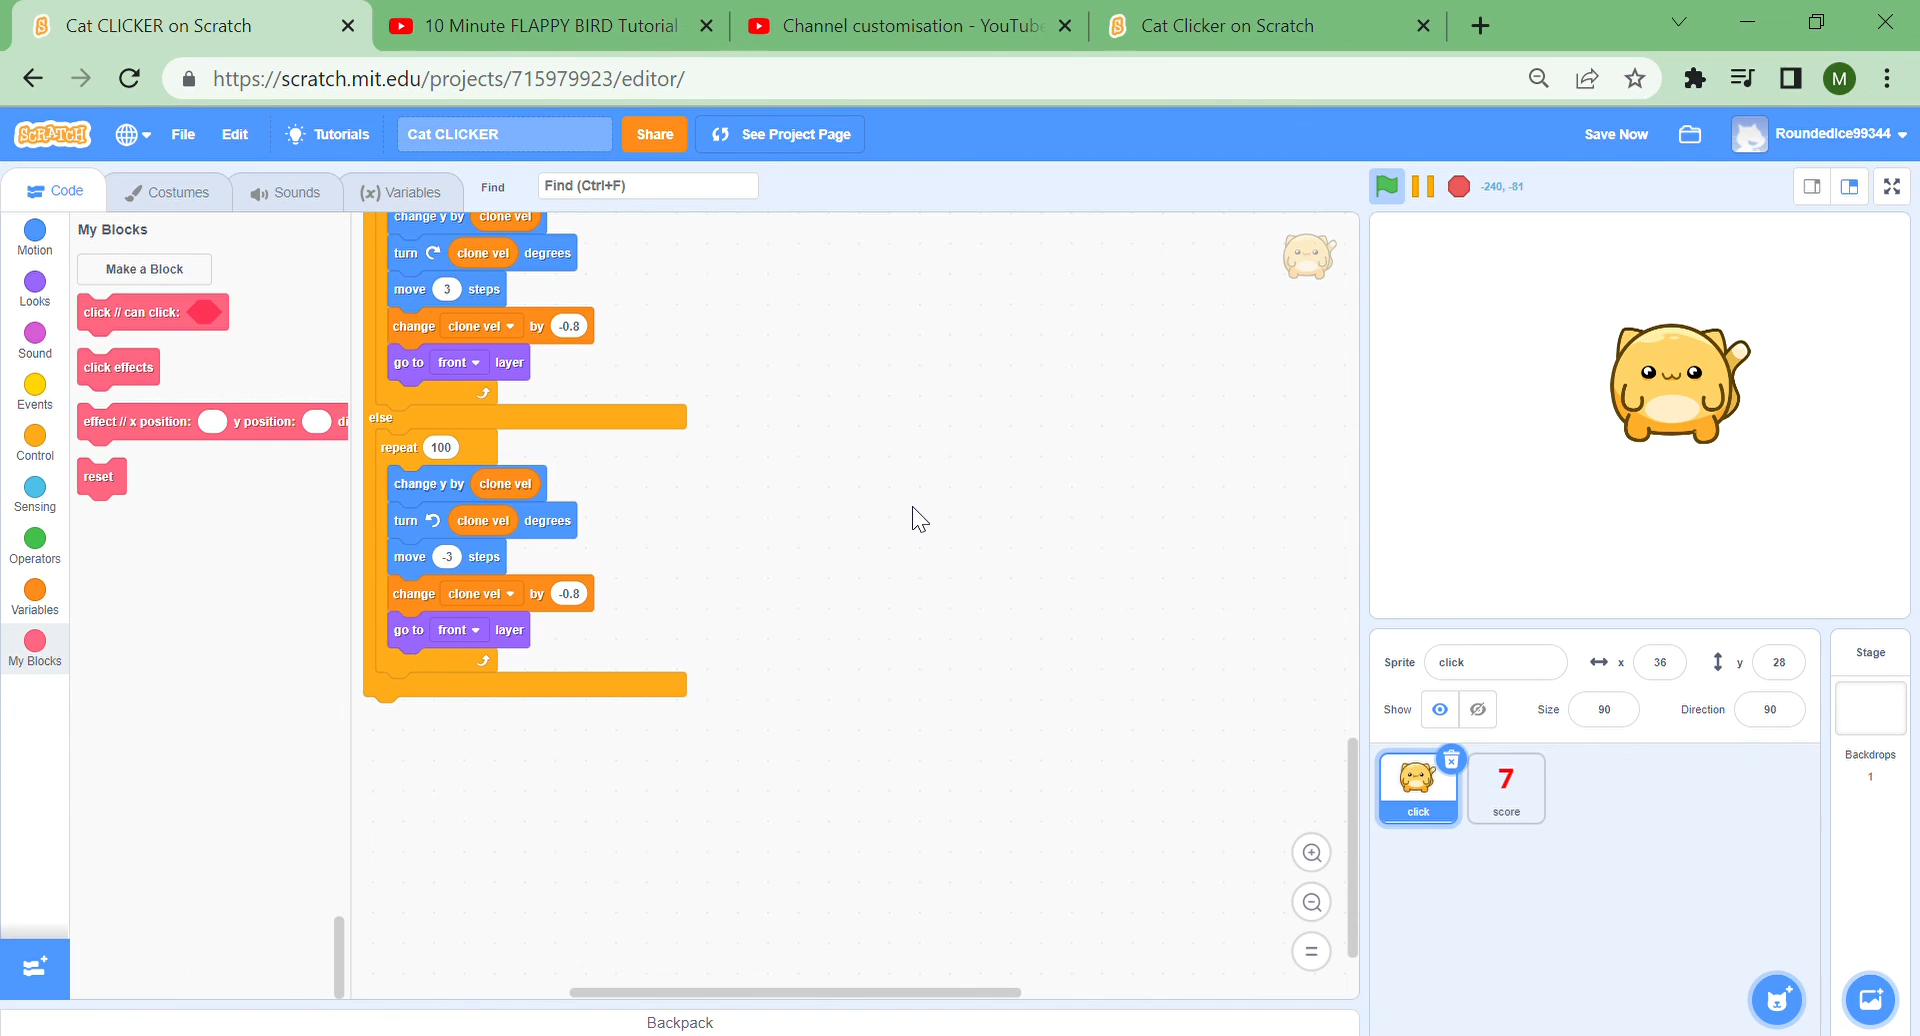 Cat CLICKER on Scratch
10 Minute FLAPPY BIRD Tutorial
Channel customisation - YouTube
Cat Clicker on Scratch
https://scratch.mit.edu/projects/715979923/editor/
M
SCRATCH
File
Edit
Tutorials
Cat CLICKER
Share
See Project Page
Save Now
RoundedIce99344
Code
Costumes
Sounds
(x) Variables
Find
Find (Ctrl+F)
-240, -81
Motion
Looks
Sound
Events
Control
Sensing
Operators
Variables
My Blocks
My Blocks
Make a Block
click // can click:
click effects
effect // x position: y position: di
reset
change y by clone vel
turn clone vel degrees
move 3 steps
change clone vel by -0.8
go to front layer
else
repeat 100
change y by clone vel
turn clone vel degrees
move -3 steps
change clone vel by -0.8
go to front layer
Backpack
Sprite click x 36 y 28
Show Size 90 Direction 90
click
7
score
Stage
Backdrops
1